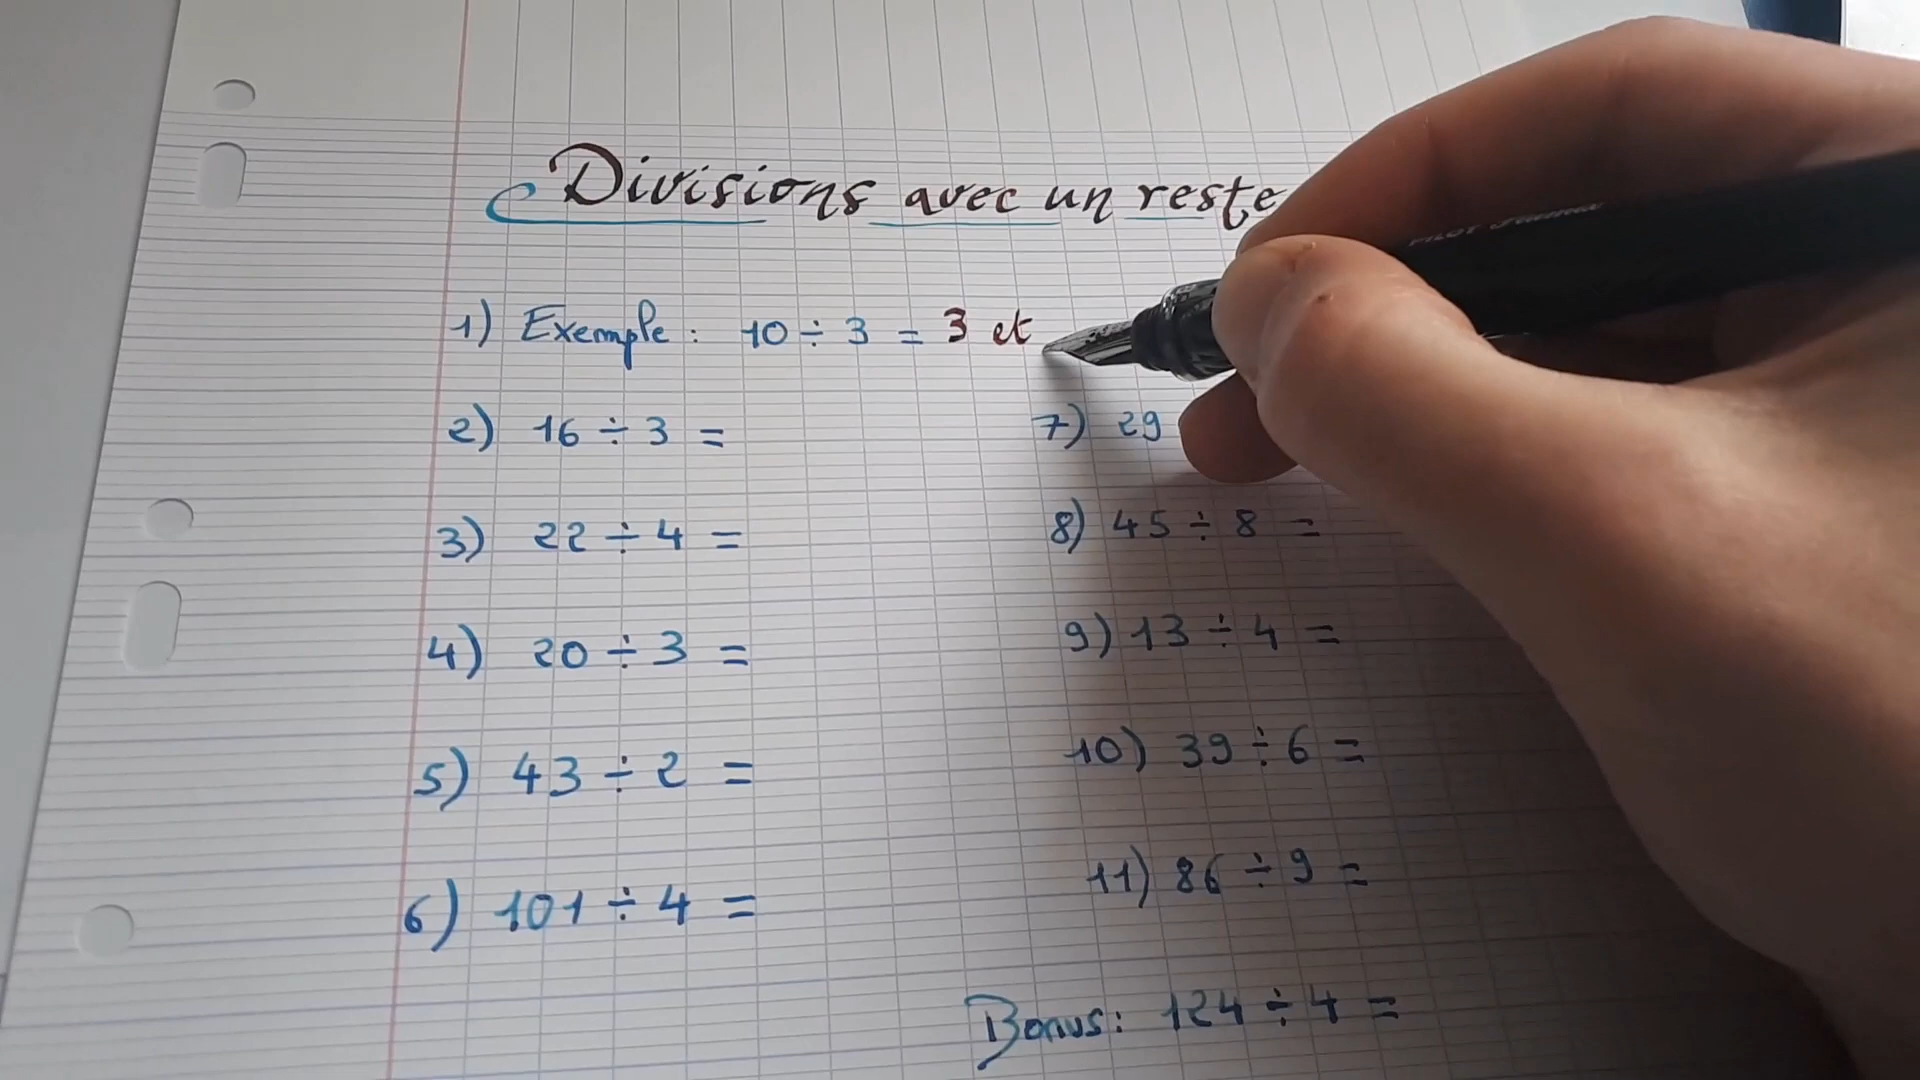 Divisions avec un reste
1) Exemple : 10 ÷ 3 = 3 et
2) 16 ÷ 3 =
3) 22 ÷ 4 =
4) 20 ÷ 3 =
5) 43 ÷ 2 =
6) 101 ÷ 4 =
7) 29
8) 45 ÷ 8 =
9) 13 ÷ 4 =
10) 39 ÷ 6 =
11) 86 ÷ 9 =
Bonus : 124 ÷ 4 =
PILOT